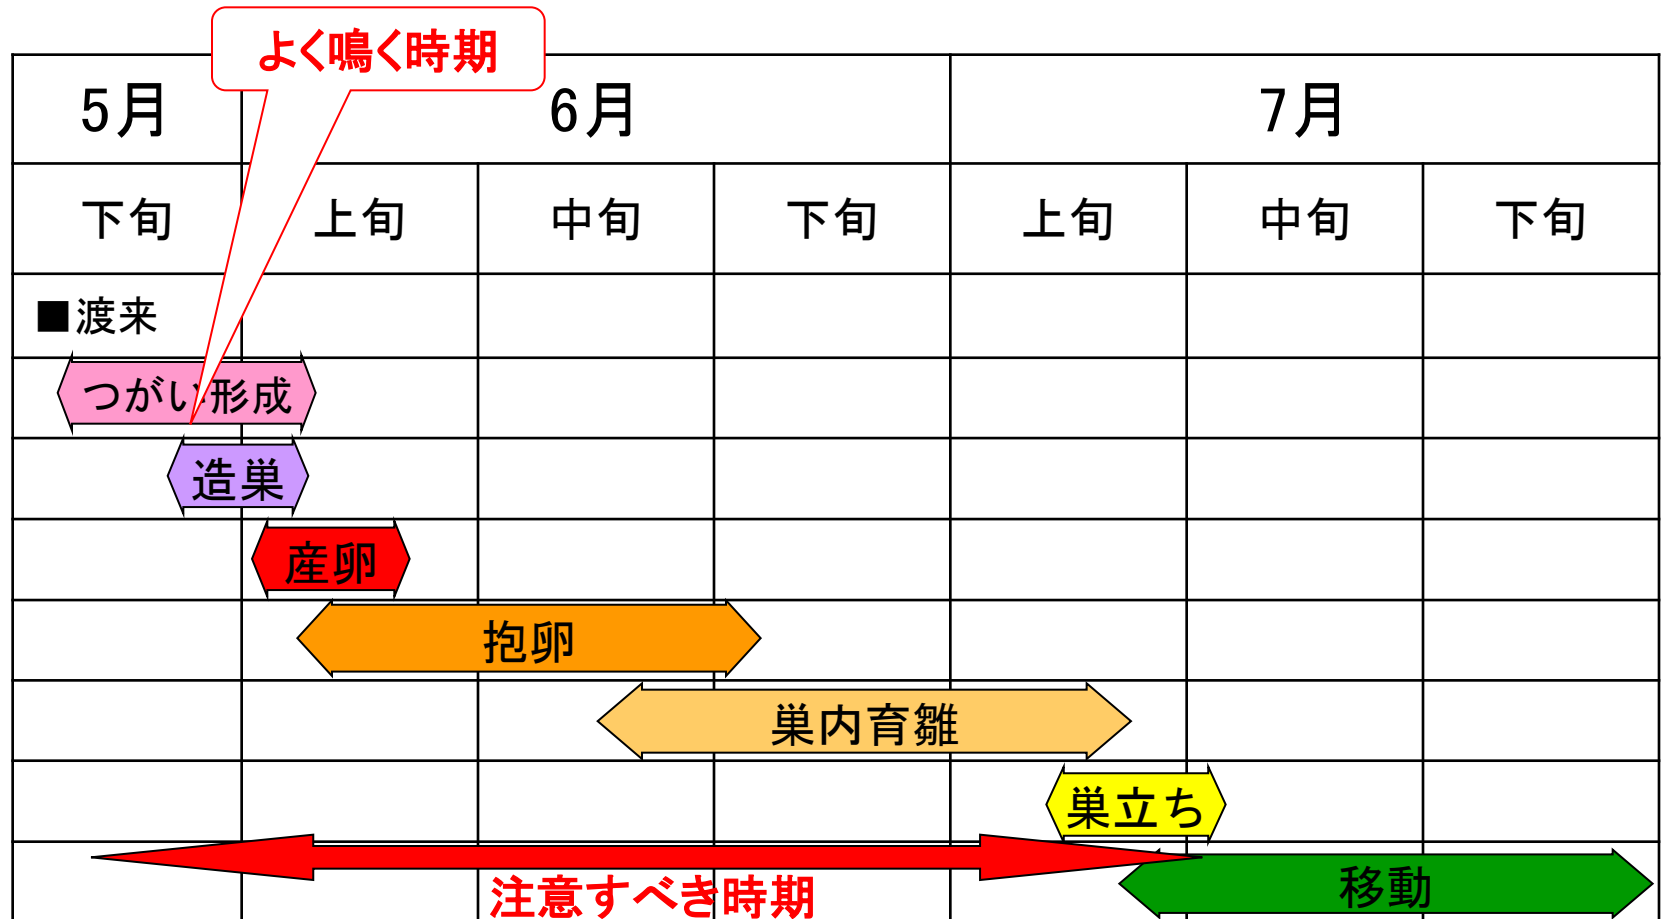 よく鳴く時期
5月 6月 7月
下旬 上旬 中旬 下旬 上旬 中旬 下旬
■渡来
つがい形成
造巣
産卵
抱卵
巣内育雛
巣立ち
注意すべき時期
移動